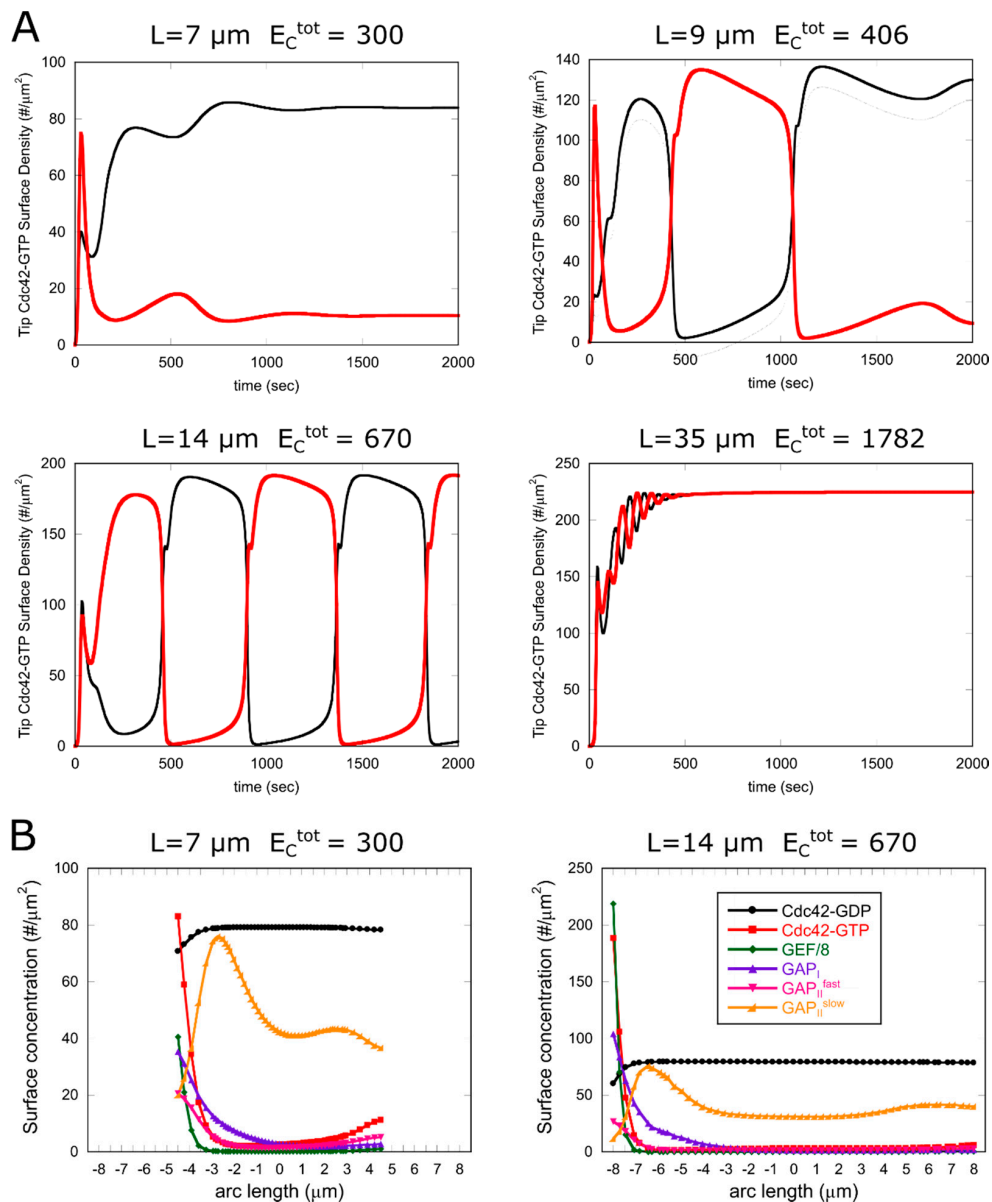 A
L=7 μm E_C^tot = 300
Tip Cdc42-GTP Surface Density (#/μm²)
100
80
60
40
20
0
0 500 1000 1500 2000
time (sec)
L=9 μm E_C^tot = 406
Tip Cdc42-GTP Surface Density (#/μm²)
140
120
100
80
60
40
20
0
0 500 1000 1500 2000
time (sec)
L=14 μm E_C^tot = 670
Tip Cdc42-GTP Surface Density (#/μm²)
200
150
100
50
0
0 500 1000 1500 2000
time (sec)
L=35 μm E_C^tot = 1782
Tip Cdc42-GTP Surface Density (#/μm²)
250
200
150
100
50
0
0 500 1000 1500 2000
time (sec)
B
L=7 μm E_C^tot = 300
Surface concentration (#/μm²)
100
80
60
40
20
0
-8 -7 -6 -5 -4 -3 -2 -1 0 1 2 3 4 5 6 7 8
arc length (μm)
L=14 μm E_C^tot = 670
Surface concentration (#/μm²)
250
200
150
100
50
0
Cdc42-GDP
Cdc42-GTP
GEF/8
GAP_I
GAP_II^fast
GAP_II^slow
-8 -7 -6 -5 -4 -3 -2 -1 0 1 2 3 4 5 6 7 8
arc length (μm)